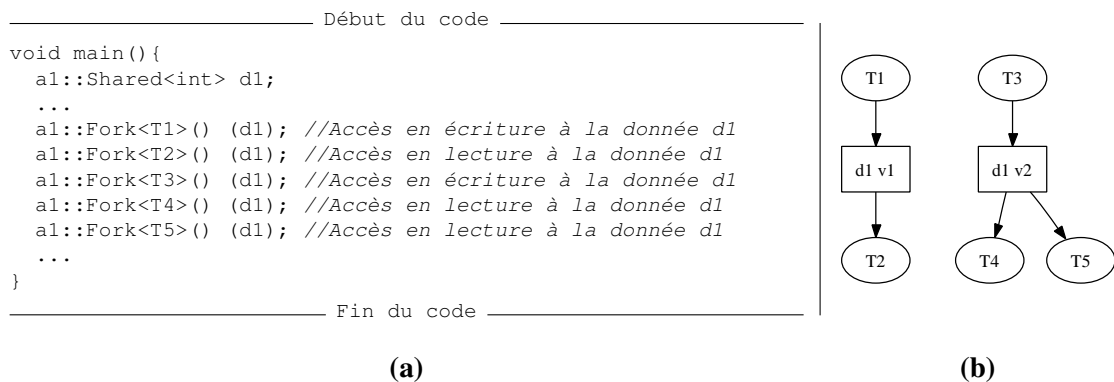 Début du code
void main(){
a1::Shared<int> d1;
...
a1::Fork<T1>() (d1); //Accès en écriture à la donnée d1
a1::Fork<T2>() (d1); //Accès en lecture à la donnée d1
a1::Fork<T3>() (d1); //Accès en écriture à la donnée d1
a1::Fork<T4>() (d1); //Accès en lecture à la donnée d1
a1::Fork<T5>() (d1); //Accès en lecture à la donnée d1
...
}
Fin du code
(a)
T1 T3
d1 v1 d1 v2
T2 T4 T5
(b)